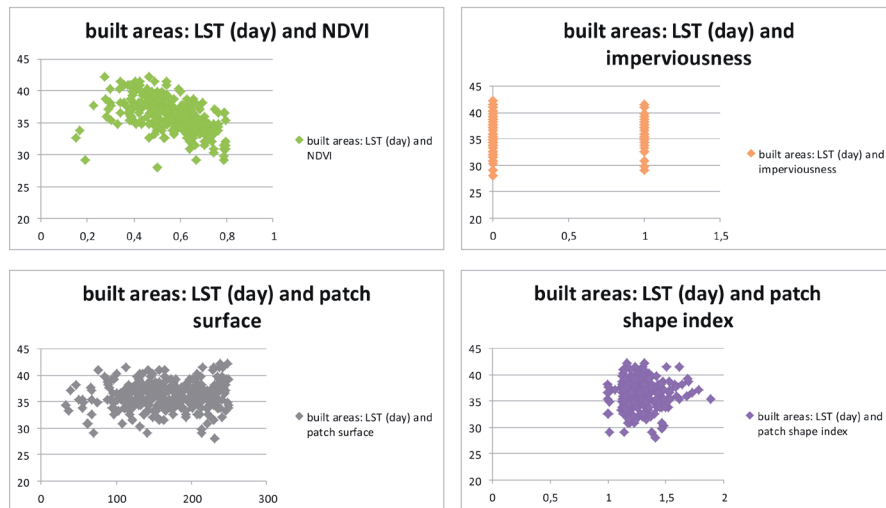 built areas: LST (day) and NDVI
45
40
35
30
25
20
0
0,2
0,4
0,6
0,8
1
built areas: LST (day) and
NDVI
built areas: LST (day) and
imperviousness
45
40
35
30
25
20
0
0,5
1
1,5
built areas: LST (day) and
imperviousness
built areas: LST (day) and patch
surface
45
40
35
30
25
20
0
100
200
300
built areas: LST (day) and
patch surface
built areas: LST (day) and patch
shape index
45
40
35
30
25
20
0
0,5
1
1,5
2
built areas: LST (day) and
patch shape index